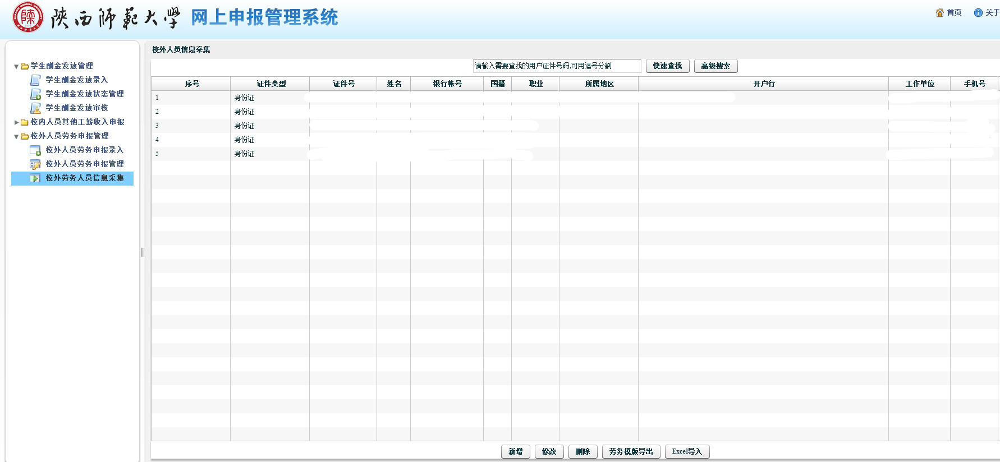 陕西师范大学 网上申报管理系统
首页 关于
学生酬金发放管理
学生酬金发放录入
学生酬金发放状态管理
学生酬金发放审核
校内人员其他工薪收入申报
校外人员劳务申报管理
校外人员劳务申报录入
校外人员劳务申报管理
校外劳务人员信息采集
校外人员信息采集
请输入需要查找的用户证件号码,可用逗号分割 快速查找 高级搜索
序号 证件类型 证件号 姓名 银行帐号 国籍 职业 所属地区 开户行 工作单位 手机号
1 身份证
2 身份证
3 身份证
4 身份证
5 身份证
新增 修改 删除 劳务模版导出 Excel导入